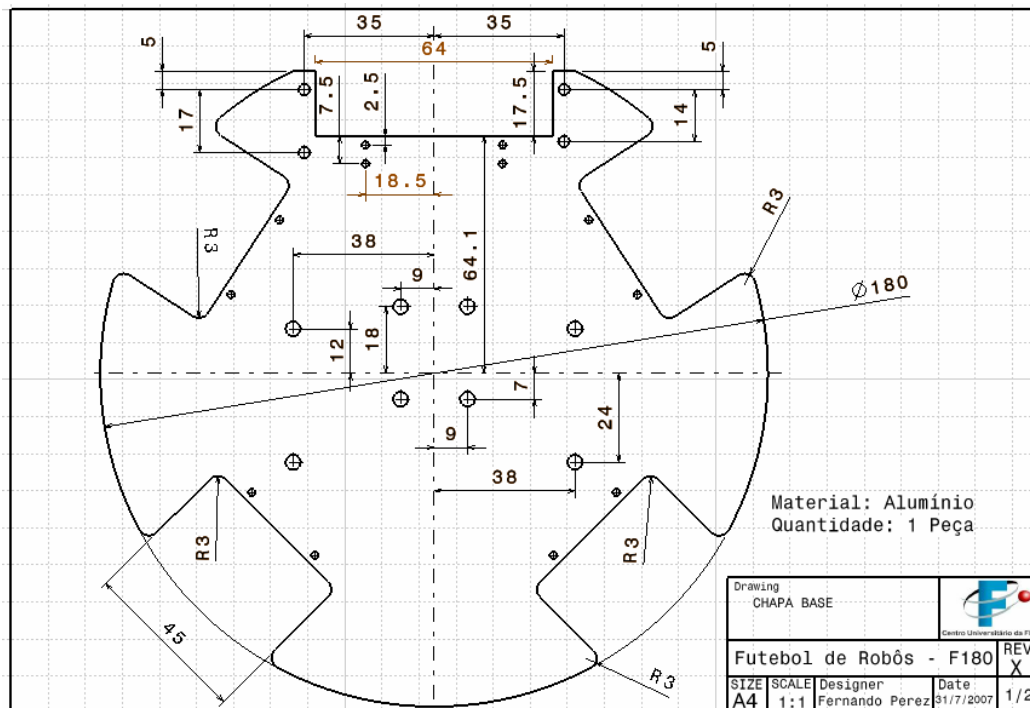 35 35
5 64 5
7.5 2.5 17.5
17 14
18.5
R3 R3
38 64.1
9 Ø180
12 18
7
24
9
38
Material: Alumínio
Quantidade: 1 Peça
R3 R3
45
R3
Drawing
CHAPA BASE
F
Futebol de Robôs - F180 REV
X
SIZE SCALE Designer Date
A4 1:1 Fernando Perez 31/7/2007 1/2